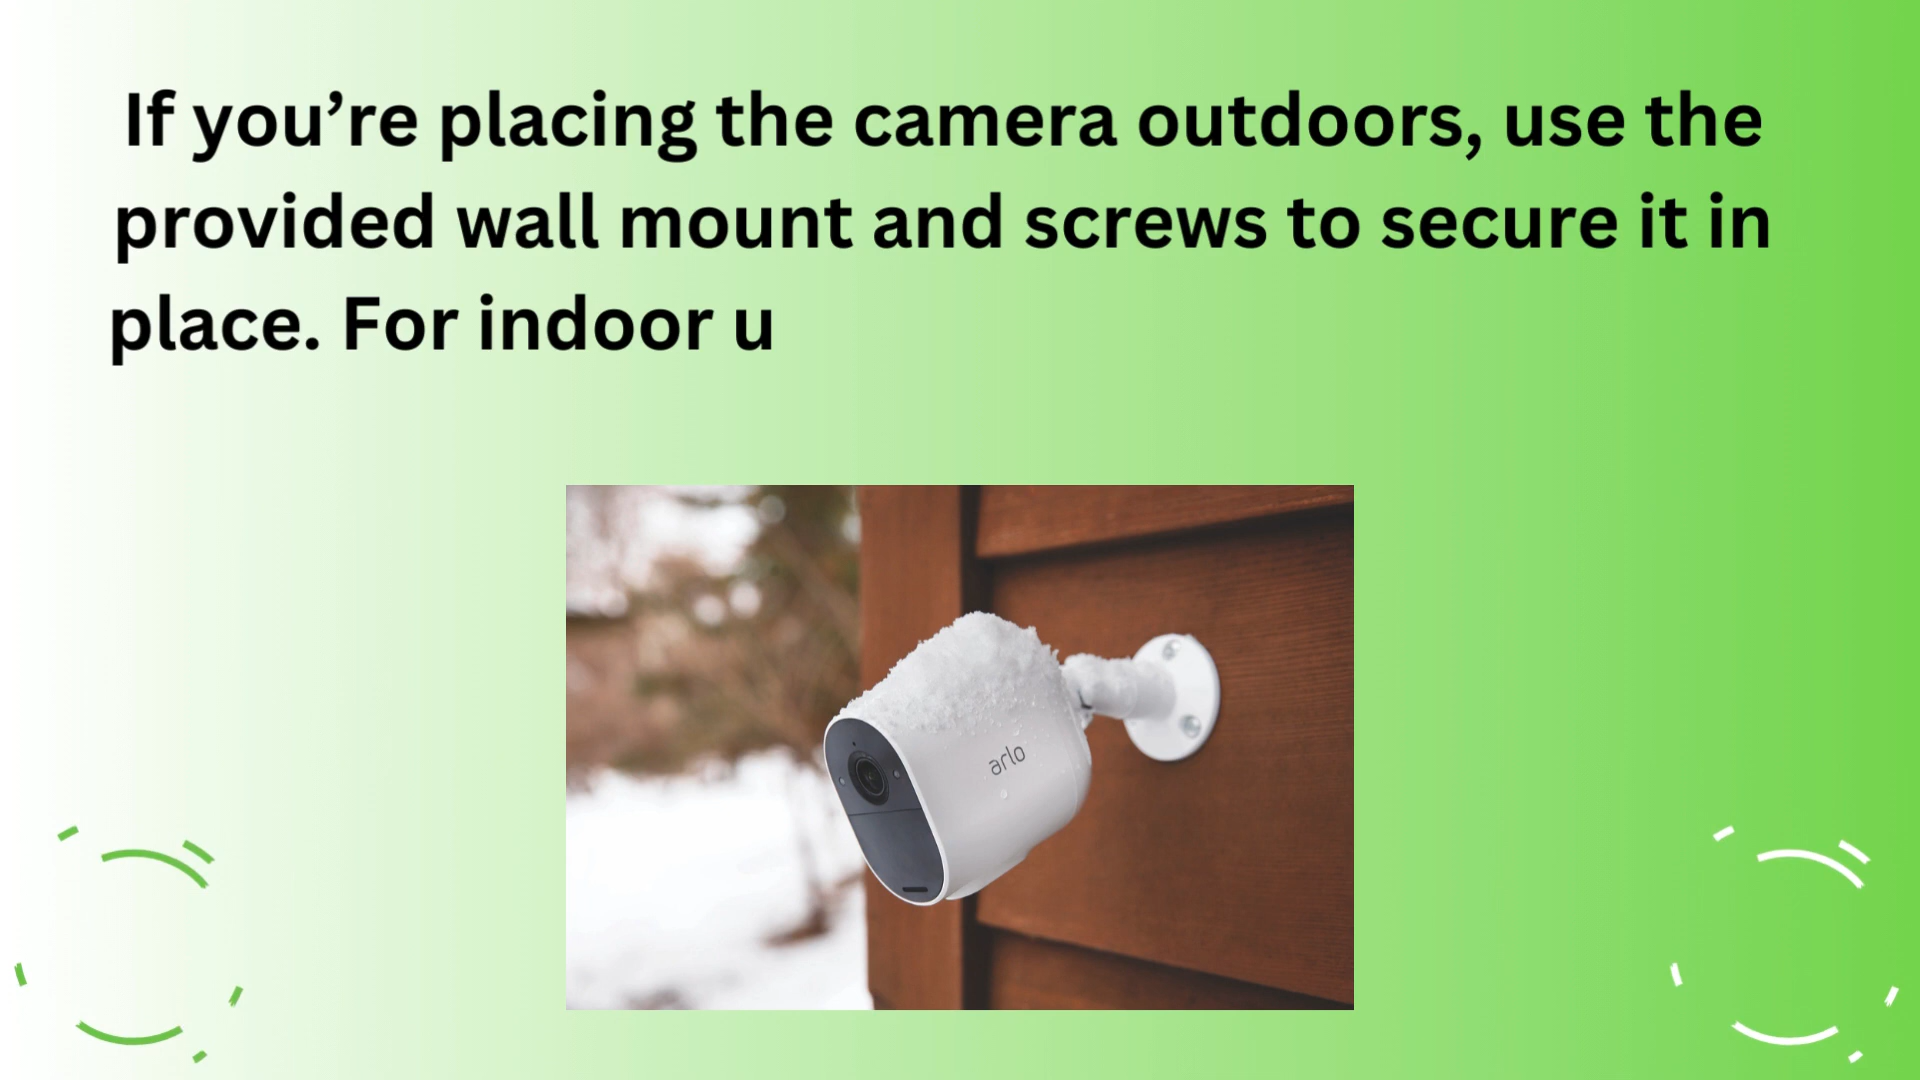 If you’re placing the camera outdoors, use the
provided wall mount and screws to secure it in
place. For indoor u
arlo